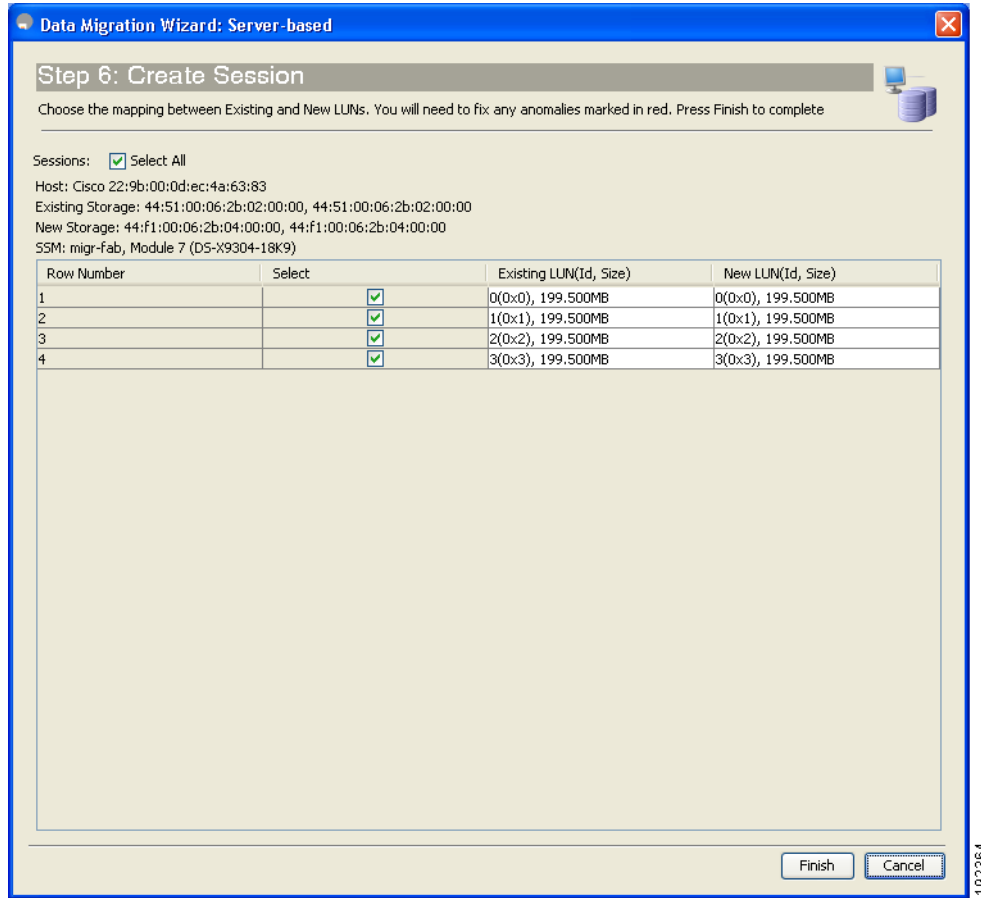 Data Migration Wizard: Server-based
Step 6: Create Session
Choose the mapping between Existing and New LUNs. You will need to fix any anomalies marked in red. Press Finish to complete
Sessions: Select All
Host: Cisco 22:9b:00:0d:ec:4a:63:83
Existing Storage: 44:51:00:06:2b:02:00:00, 44:51:00:06:2b:02:00:00
New Storage: 44:f1:00:06:2b:04:00:00, 44:f1:00:06:2b:04:00:00
SSM: migr-fab, Module 7 (DS-X9304-18K9)
Row Number Select Existing LUN(Id, Size) New LUN(Id, Size)
1 0(0x0), 199.500MB 0(0x0), 199.500MB
2 1(0x1), 199.500MB 1(0x1), 199.500MB
3 2(0x2), 199.500MB 2(0x2), 199.500MB
4 3(0x3), 199.500MB 3(0x3), 199.500MB
Finish Cancel